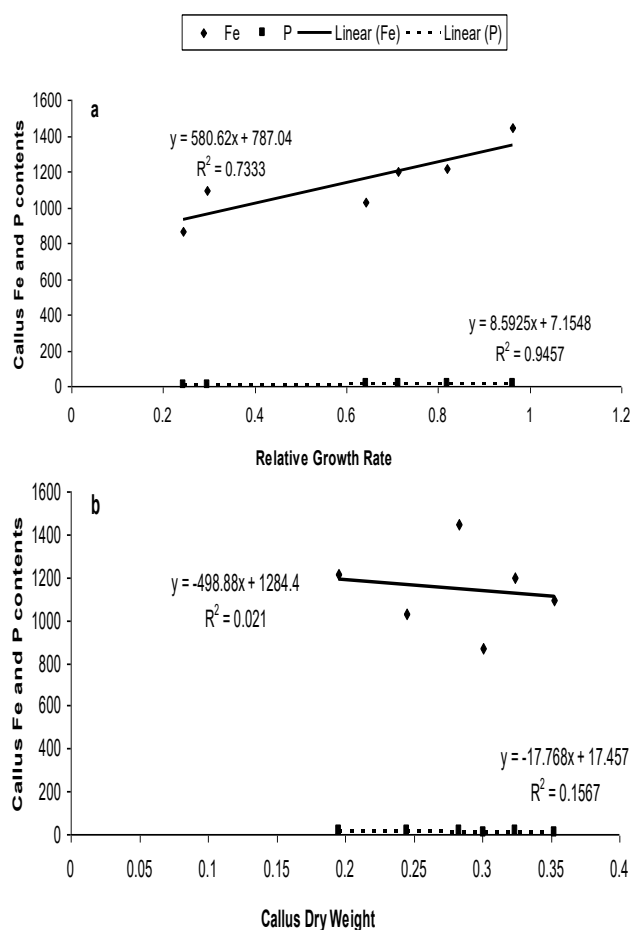 Fe P Linear (Fe) Linear (P)
a
1600
1400
1200
1000
800
600
400
200
0
y = 580.62x + 787.04
R² = 0.7333
y = 8.5925x + 7.1548
R² = 0.9457
Callus Fe and P contents
0 0.2 0.4 0.6 0.8 1 1.2
Relative Growth Rate
b
1600
1400
1200
1000
800
600
400
200
0
y = -498.88x + 1284.4
R² = 0.021
y = -17.768x + 17.457
R² = 0.1567
Callus Fe and P contents
0 0.05 0.1 0.15 0.2 0.25 0.3 0.35 0.4
Callus Dry Weight